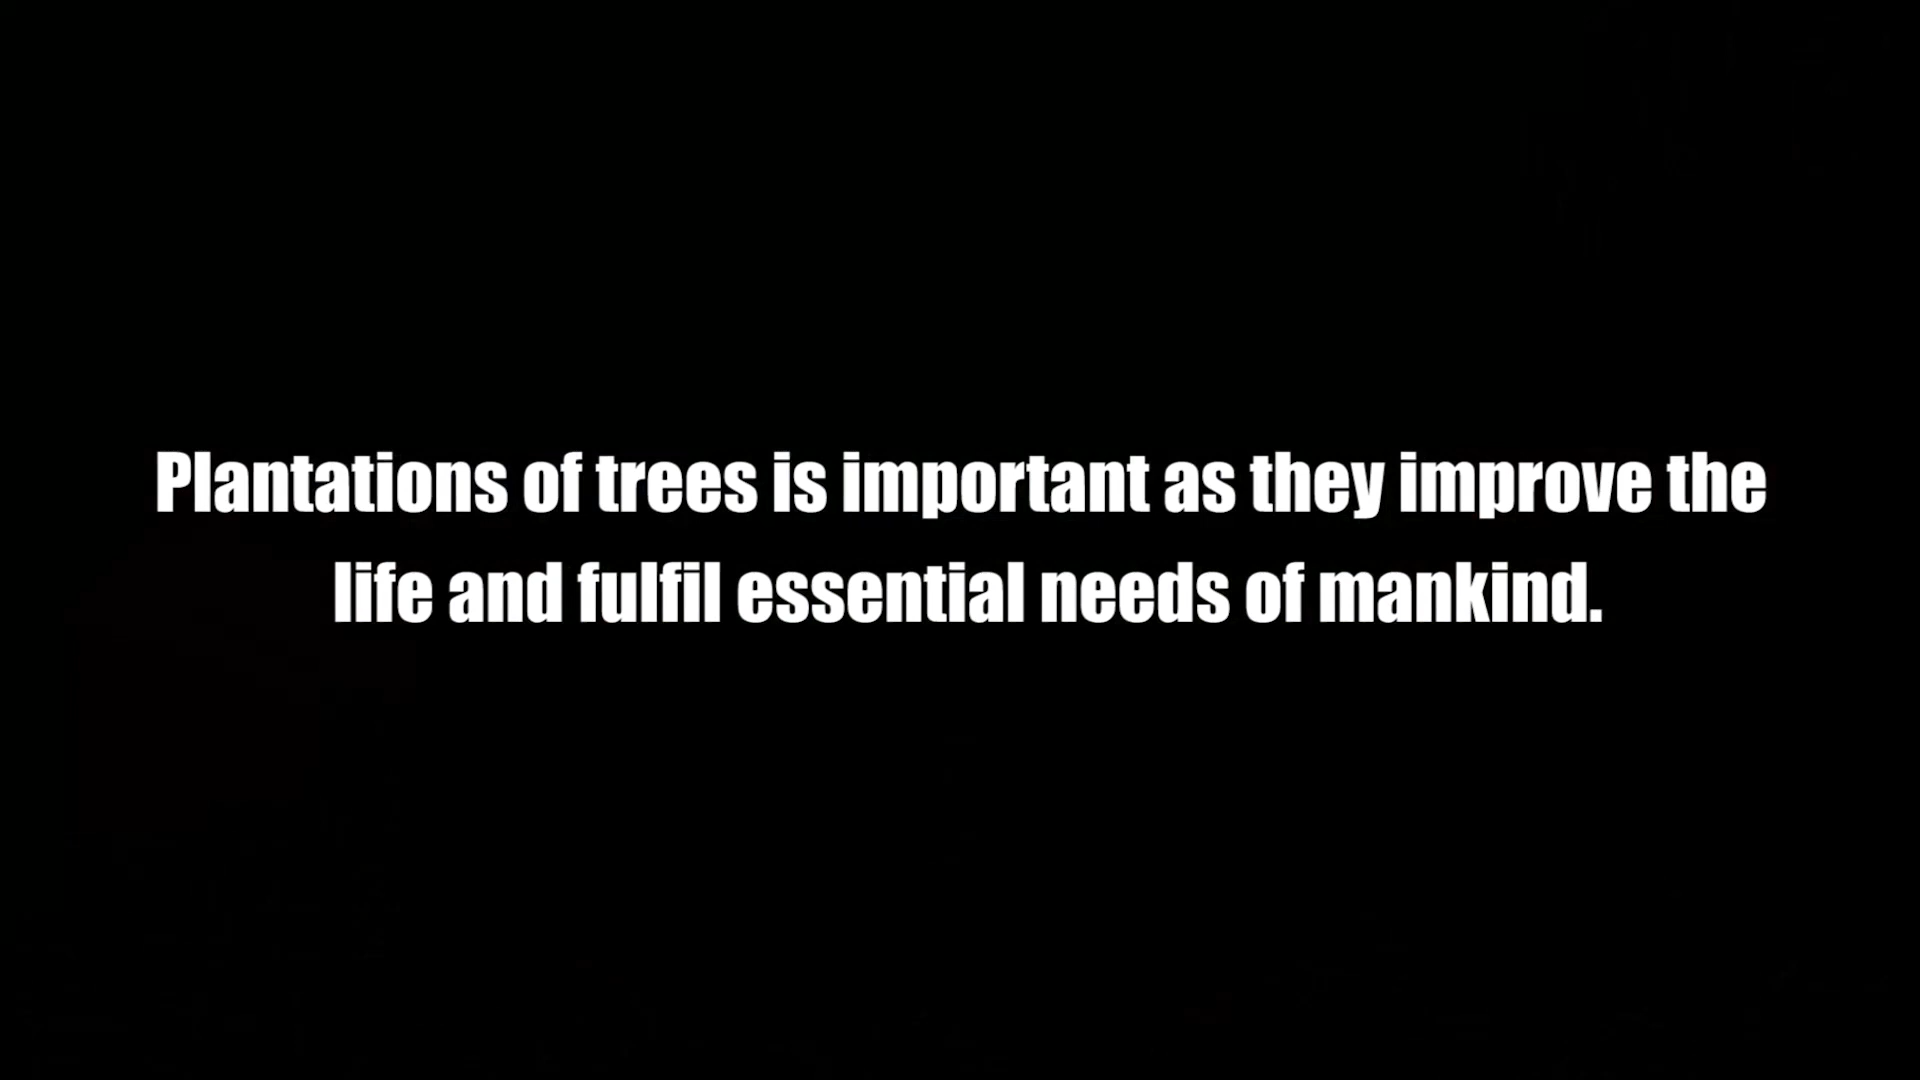 Plantations of trees is important as they improve the
life and fulfil essential needs of mankind.